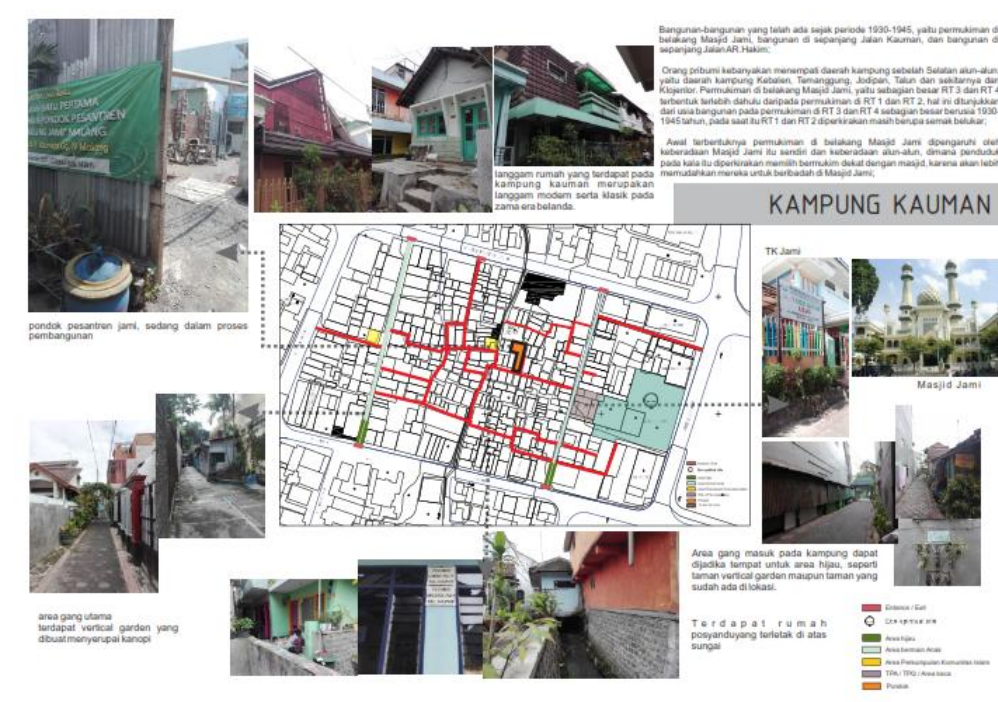 Bangunan-bangunan yang telah ada sejak periode 1930-1945, yaitu permukiman di
belakang Masjid Jami, bangunan di sepanjang Jalan Kauman, dan bangunan di
sepanjang Jalan AR.Hakim;
Orang pribumi kebanyakan menempati daerah kampung sebelah Selatan alun-alun,
yaitu daerah kampung Kebalen, Temanggung, Jodipan, Talun dan sekitarnya dan
Klojenlor. Permukiman di belakang Masjid Jami, yaitu sebagian besar RT 3 dan RT 4
terbentuk terlebih dahulu daripada permukiman di RT 1 dan RT 2, hal ini ditunjukkan
dari usia bangunan pada permukiman di RT 3 dan RT 4 sebagian besar berusia 1930-
1945 tahun, pada saat itu RT 1 dan RT 2 diperkirakan masih berupa semak belukar;
Awal terbentuknya permukiman di belakang Masjid Jami dipengaruhi oleh
keberadaan Masjid Jami itu sendiri dan keberadaan alun-alun, dimana penduduk
pada kala itu diperkirakan memilih bermukim dekat dengan masjid, karena akan lebih
memudahkan mereka untuk beribadah di Masjid Jami;
KAMPUNG KAUMAN
SATU PERTAMA
PONDOK PESANTREN
JAMI' MALANG
langgam rumah yang terdapat pada
kampung kauman merupakan
langgam modern serta klasik pada
zama era belanda.
pondok pesantren jami, sedang dalam proses
pembangunan
TK Jami
Masjid Jami
area gang utama
terdapat vertical garden yang
dibuat menyerupai kanopi
Area gang masuk pada kampung dapat
dijadika tempat untuk area hijau, seperti
taman vertical garden maupun taman yang
sudah ada di lokasi.
Terdapat rumah
posyandu yang terletak di atas
sungai
Entance / Exit
Area hijau
Area bermain Anak
Area Perkumpulan Komunitas Islam
TPA / TPQ / Area baca
Pondok